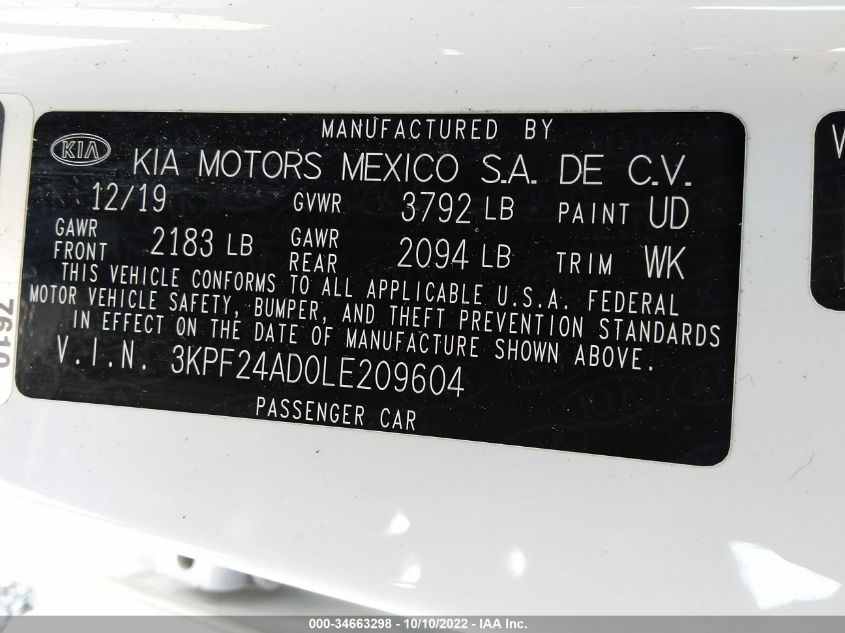 MANUFACTURED BY
KIA KIA MOTORS MEXICO S.A. DE C.V.
12/19 GVWR 3792 LB PAINT UD
GAWR FRONT 2183 LB GAWR REAR 2094 LB TRIM WK
THIS VEHICLE CONFORMS TO ALL APPLICABLE U.S.A. FEDERAL
MOTOR VEHICLE SAFETY, BUMPER, AND THEFT PREVENTION STANDARDS
IN EFFECT ON THE DATE OF MANUFACTURE SHOWN ABOVE.
V.I.N. 3KPF24AD0LE209604
PASSENGER CAR
000-34663298 - 10/10/2022 - IAA Inc.